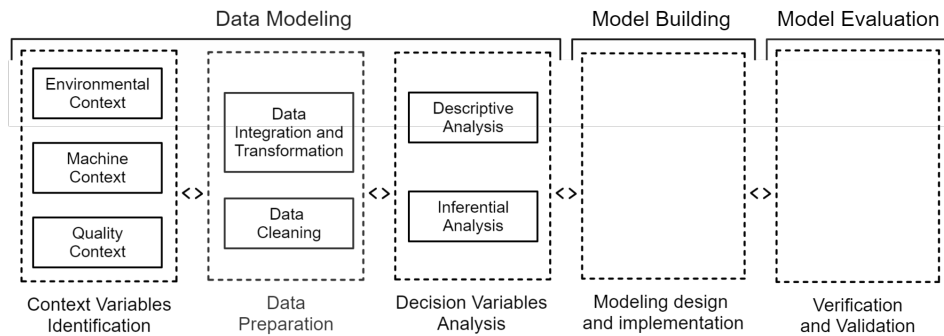 Data Modeling
Model Building
Model Evaluation
Environmental
Context
Machine
Context
Quality
Context
Context Variables
Identification
Data
Integration and
Transformation
Data
Cleaning
Data
Preparation
Descriptive
Analysis
Inferential
Analysis
Decision Variables
Analysis
Modeling design
and implementation
Verification
and Validation